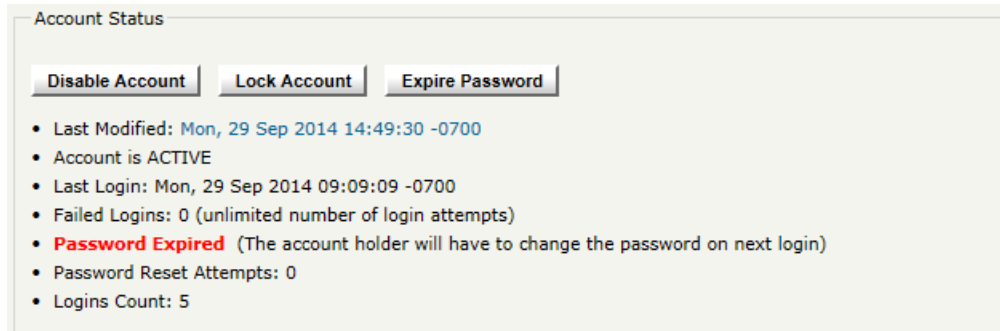 Account Status
Disable Account Lock Account Expire Password
• Last Modified: Mon, 29 Sep 2014 14:49:30 -0700
• Account is ACTIVE
• Last Login: Mon, 29 Sep 2014 09:09:09 -0700
• Failed Logins: 0 (unlimited number of login attempts)
• Password Expired (The account holder will have to change the password on next login)
• Password Reset Attempts: 0
• Logins Count: 5